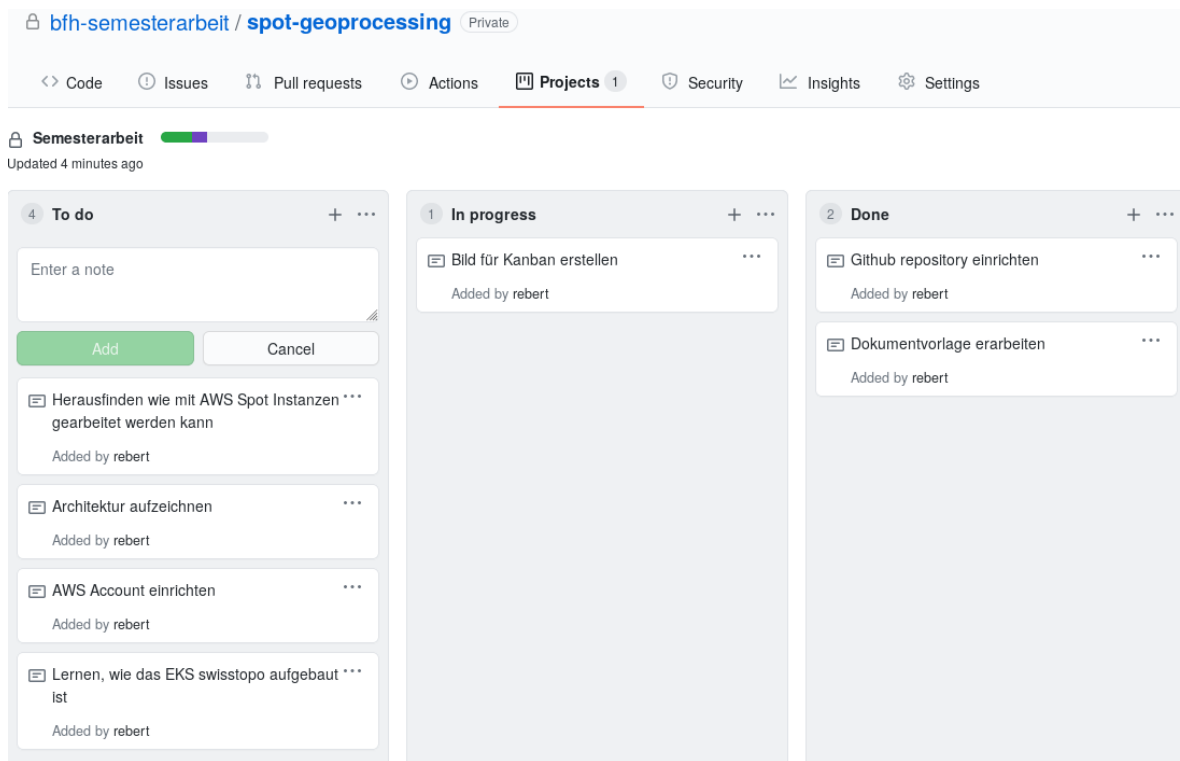 bfh-semesterarbeit / spot-geoprocessing Private
Code Issues Pull requests Actions Projects 1 Security Insights Settings
Semesterarbeit
Updated 4 minutes ago
4 To do
Enter a note
Add Cancel
Herausfinden wie mit AWS Spot Instanzen
gearbeitet werden kann
Added by rebert
Architektur aufzeichnen
Added by rebert
AWS Account einrichten
Added by rebert
Lernen, wie das EKS swisstopo aufgebaut
ist
Added by rebert
1 In progress
Bild für Kanban erstellen
Added by rebert
2 Done
Github repository einrichten
Added by rebert
Dokumentvorlage erarbeiten
Added by rebert